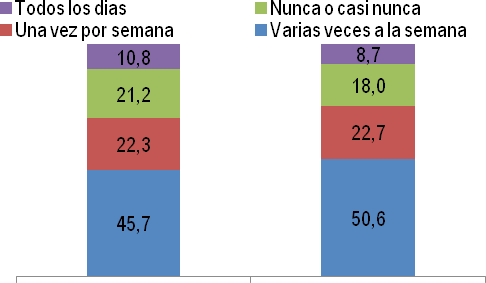 Todos los dias
Nunca o casi nunca
Una vez por semana
Varias veces a la semana
10,8
8,7
21,2
18,0
22,3
22,7
45,7
50,6